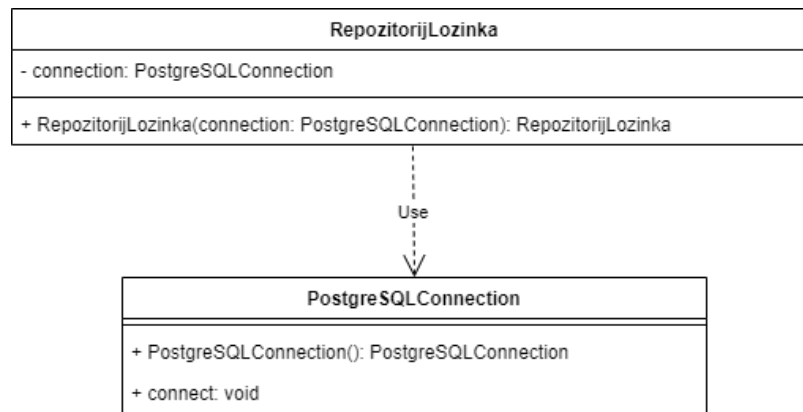 RepozitorijLozinka
- connection: PostgreSQLConnection
+ RepozitorijLozinka(connection: PostgreSQLConnection): RepozitorijLozinka
Use
PostgreSQLConnection
+ PostgreSQLConnection(): PostgreSQLConnection
+ connect: void